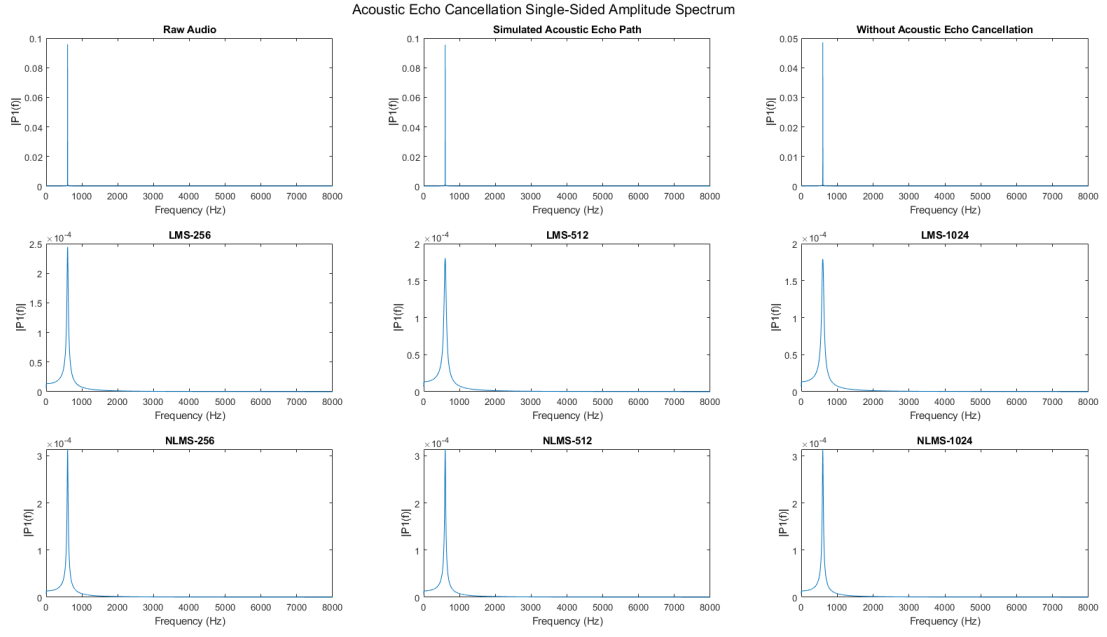 Acoustic Echo Cancellation Single-Sided Amplitude Spectrum
Raw Audio
0.1
0.08
0.06
0.04
0.02
0
|P1(f)|
0 1000 2000 3000 4000 5000 6000 7000 8000
Frequency (Hz)
Simulated Acoustic Echo Path
0.1
0.08
0.06
0.04
0.02
0
|P1(f)|
0 1000 2000 3000 4000 5000 6000 7000 8000
Frequency (Hz)
Without Acoustic Echo Cancellation
0.05
0.04
0.03
0.02
0.01
0
|P1(f)|
0 1000 2000 3000 4000 5000 6000 7000 8000
Frequency (Hz)
LMS-256
×10⁻⁴
2.5
2
1.5
1
0.5
0
|P1(f)|
0 1000 2000 3000 4000 5000 6000 7000 8000
Frequency (Hz)
LMS-512
×10⁻⁴
2
1.5
1
0.5
0
|P1(f)|
0 1000 2000 3000 4000 5000 6000 7000 8000
Frequency (Hz)
LMS-1024
×10⁻⁴
2
1.5
1
0.5
0
|P1(f)|
0 1000 2000 3000 4000 5000 6000 7000 8000
Frequency (Hz)
NLMS-256
×10⁻⁴
3
2
1
0
|P1(f)|
0 1000 2000 3000 4000 5000 6000 7000 8000
Frequency (Hz)
NLMS-512
×10⁻⁴
3
2
1
0
|P1(f)|
0 1000 2000 3000 4000 5000 6000 7000 8000
Frequency (Hz)
NLMS-1024
×10⁻⁴
3
2
1
0
|P1(f)|
0 1000 2000 3000 4000 5000 6000 7000 8000
Frequency (Hz)